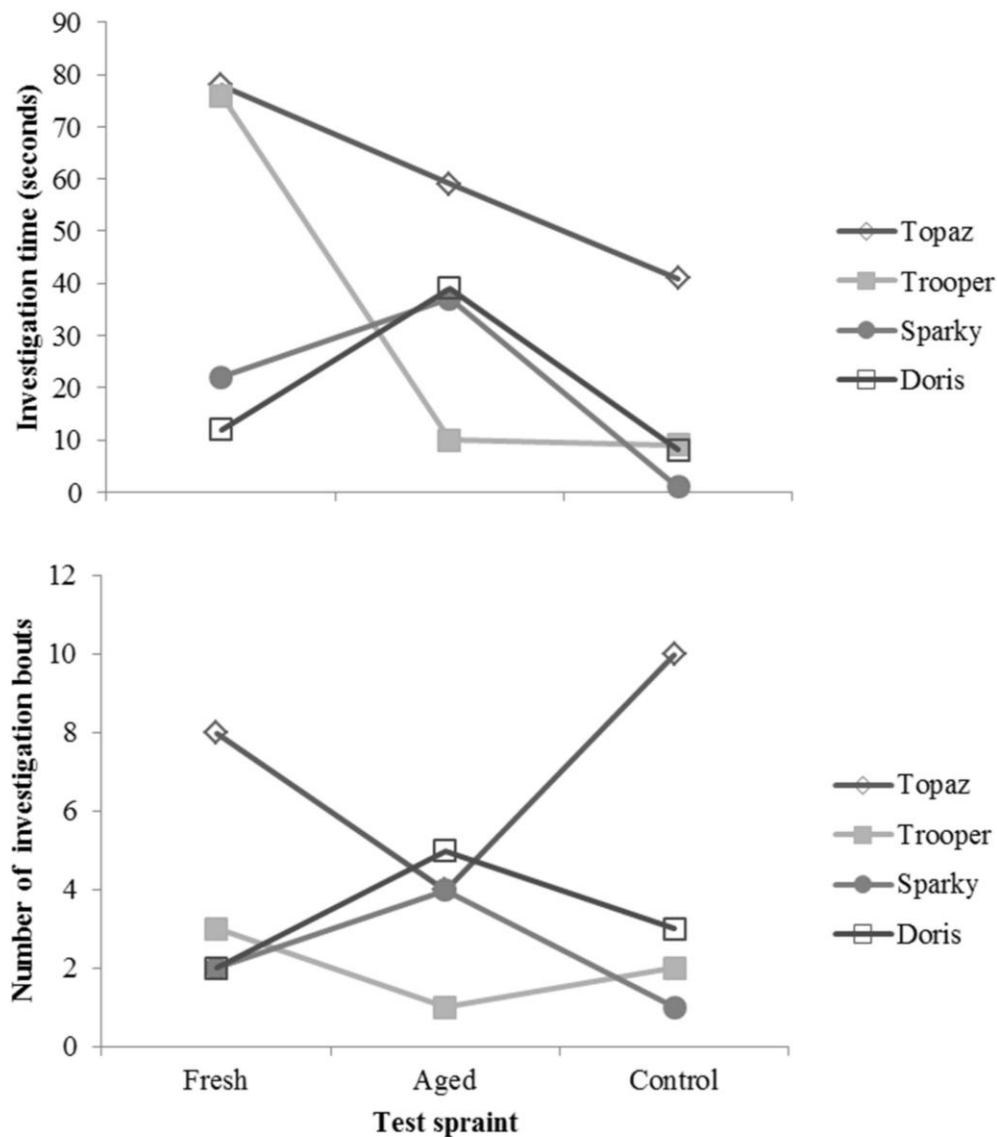 Investigation time (seconds)
90
80
70
60
50
40
30
20
10
0
Topaz
Trooper
Sparky
Doris
Number of investigation bouts
12
10
8
6
4
2
0
Topaz
Trooper
Sparky
Doris
Fresh Aged Control
Test spraint